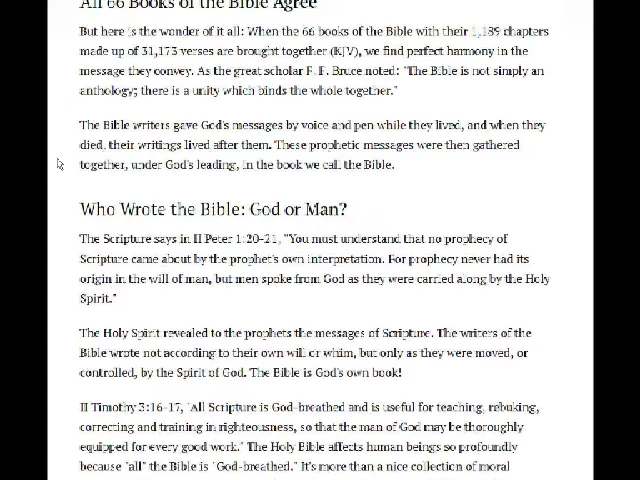 All 66 Books of the Bible Agree
But here is the wonder of it all: When the 66 books of the Bible with their 1,189 chapters
made up of 31,173 verses are brought together (KJV), we find perfect harmony in the
message they convey. As the great scholar F. F. Bruce noted: "The Bible is not simply an
anthology; there is a unity which binds the whole together."
The Bible writers gave God's messages by voice and pen while they lived, and when they
died, their writings lived after them. These prophetic messages were then gathered
together, under God's leading, in the book we call the Bible.
Who Wrote the Bible: God or Man?
The Scripture says in II Peter 1:20-21, "You must understand that no prophecy of
Scripture came about by the prophet's own interpretation. For prophecy never had its
origin in the will of man, but men spoke from God as they were carried along by the Holy
Spirit."
The Holy Spirit revealed to the prophets the messages of Scripture. The writers of the
Bible wrote not according to their own will or whim, but only as they were moved, or
controlled, by the Spirit of God. The Bible is God's own book!
II Timothy 3:16-17, "All Scripture is God-breathed and is useful for teaching, rebuking,
correcting and training in righteousness, so that the man of God may be thoroughly
equipped for every good work." The Holy Bible affects human beings so profoundly
because "all" the Bible is "God-breathed." It's more than a nice collection of moral